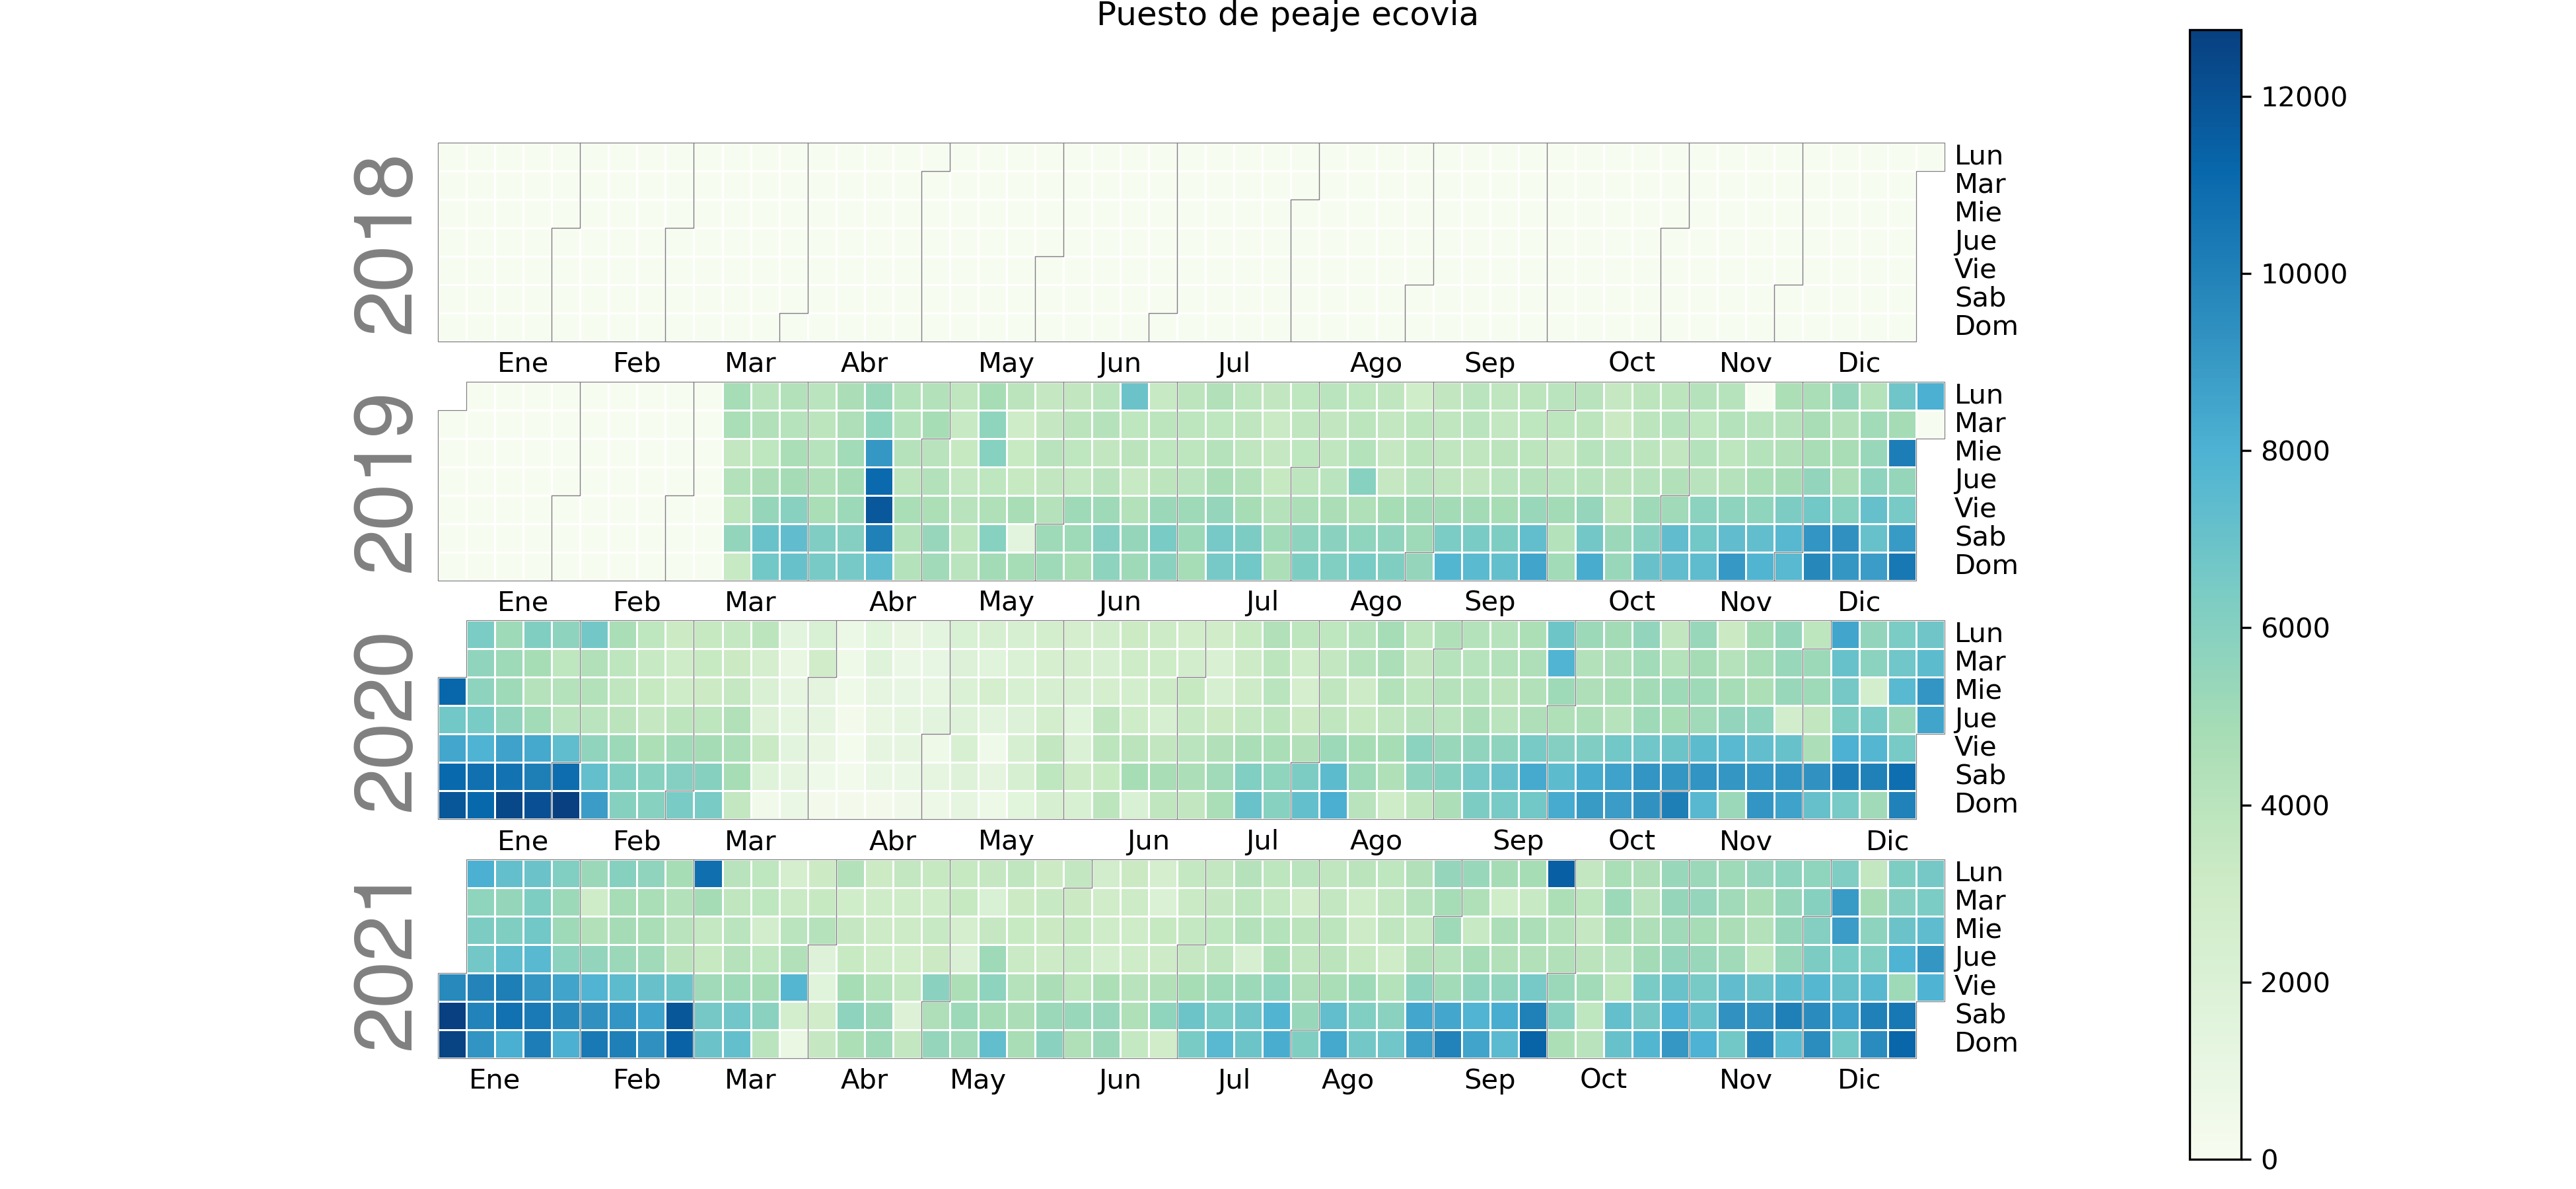 Puesto de peaje ecovia
2018
Lun
Mar
Mie
Jue
Vie
Sab
Dom
Ene Feb Mar Abr May Jun Jul Ago Sep Oct Nov Dic
2019
Lun
Mar
Mie
Jue
Vie
Sab
Dom
Ene Feb Mar Abr May Jun Jul Ago Sep Oct Nov Dic
2020
Lun
Mar
Mie
Jue
Vie
Sab
Dom
Ene Feb Mar Abr May Jun Jul Ago Sep Oct Nov Dic
2021
Lun
Mar
Mie
Jue
Vie
Sab
Dom
Ene Feb Mar Abr May Jun Jul Ago Sep Oct Nov Dic
12000
10000
8000
6000
4000
2000
0